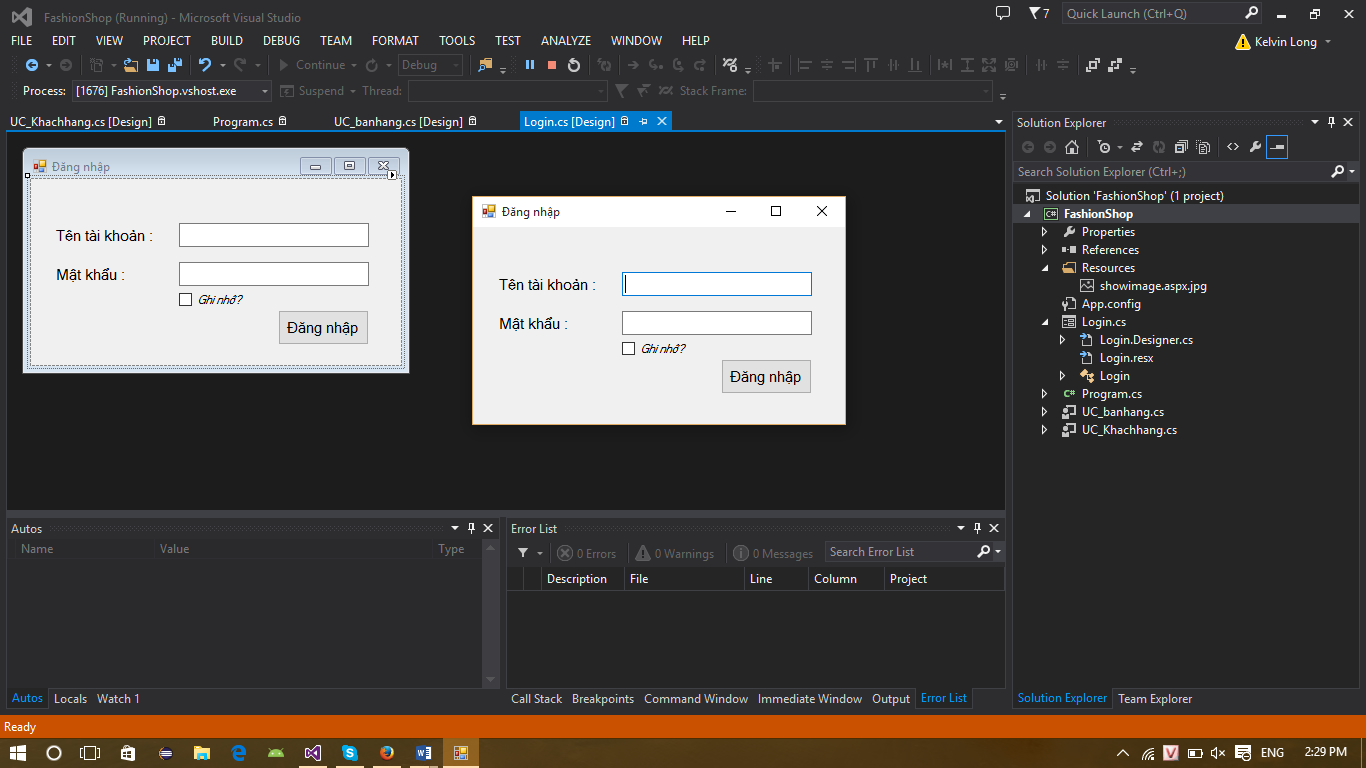 FashionShop (Running) - Microsoft Visual Studio
7
Quick Launch (Ctrl+Q)
FILE EDIT VIEW PROJECT BUILD DEBUG TEAM FORMAT TOOLS TEST ANALYZE WINDOW HELP
Kelvin Long
Continue
Debug
Process: [1676] FashionShop.vshost.exe Suspend Thread: Stack Frame:
UC_Khachhang.cs [Design] Program.cs UC_banhang.cs [Design] Login.cs [Design]
Đăng nhập
Tên tài khoản :
Mật khẩu :
Ghi nhớ?
Đăng nhập
Đăng nhập
Tên tài khoản :
Mật khẩu :
Ghi nhớ?
Đăng nhập
Solution Explorer
Search Solution Explorer (Ctrl+;)
Solution 'FashionShop' (1 project)
C# FashionShop
Properties
References
Resources
showimage.aspx.jpg
App.config
Login.cs
Login.Designer.cs
Login.resx
Login
C# Program.cs
UC_banhang.cs
UC_Khachhang.cs
Autos
Name Value Type
Error List
0 Errors 0 Warnings 0 Messages Search Error List
Description File Line Column Project
Autos Locals Watch 1
Call Stack Breakpoints Command Window Immediate Window Output Error List
Solution Explorer Team Explorer
Ready
ENG 2:29 PM